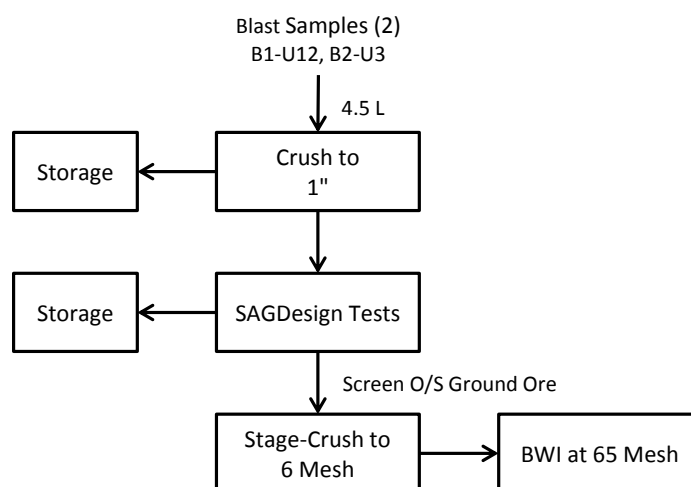 Blast Samples (2)
B1-U12, B2-U3
4.5 L
Storage
Crush to
1"
Storage
SAGDesign Tests
Screen O/S Ground Ore
Stage-Crush to
6 Mesh
BWI at 65 Mesh